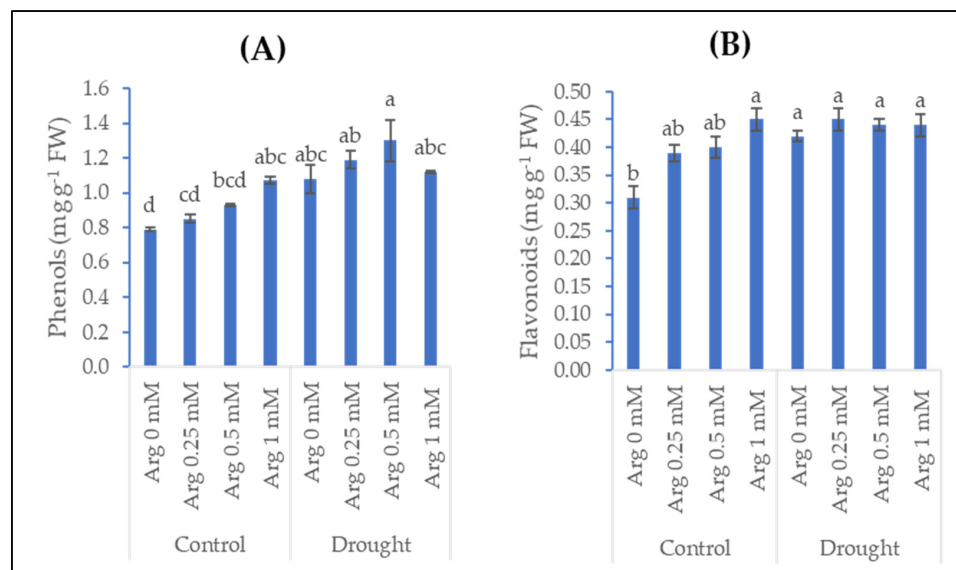 (A)
Phenols (mg g⁻¹ FW)
1.6
1.4
1.2
1.0
0.8
0.6
0.4
0.2
0.0
d
cd
bcd
abc
abc
ab
a
abc
Arg 0 mM
Arg 0.25 mM
Arg 0.5 mM
Arg 1 mM
Arg 0 mM
Arg 0.25 mM
Arg 0.5 mM
Arg 1 mM
Control
Drought
(B)
Flavonoids (mg g⁻¹ FW)
0.50
0.45
0.40
0.35
0.30
0.25
0.20
0.15
0.10
0.05
0.00
b
ab
ab
a
a
a
a
a
Arg 0 mM
Arg 0.25 mM
Arg 0.5 mM
Arg 1 mM
Arg 0 mM
Arg 0.25 mM
Arg 0.5 mM
Arg 1 mM
Control
Drought